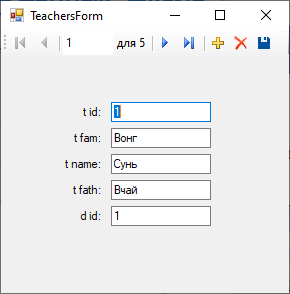 TeachersForm
1 для 5
t id: 1
t fam: Вонг
t name: Сунь
t fath: Вчай
d id: 1